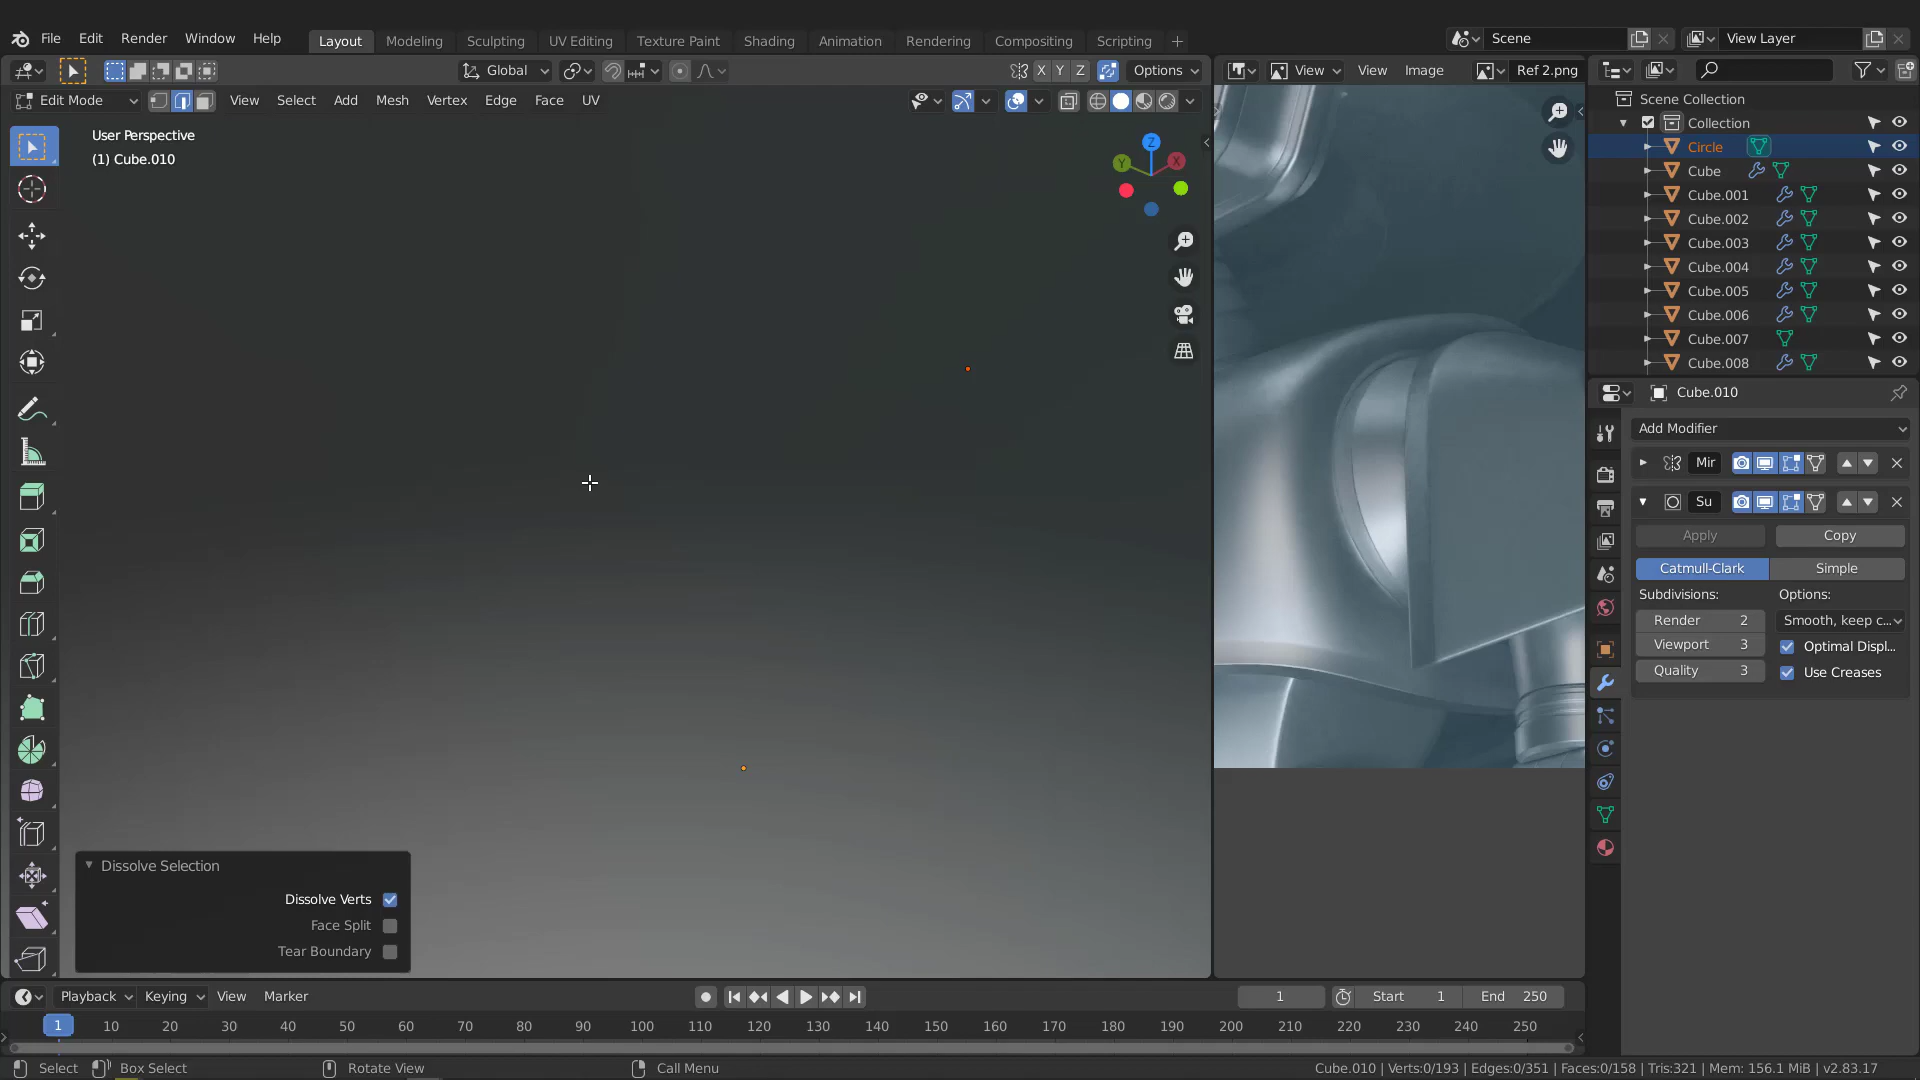 File Edit Render Window Help Layout Modeling Sculpting UV Editing Texture Paint Shading Animation Rendering Compositing Scripting + Scene View Layer
Global X Y Z Options View View Image Ref 2.png
Edit Mode View Select Add Mesh Vertex Edge Face UV
User Perspective
(1) Cube.010
Z
Y
X
Scene Collection
Collection
Circle
Cube
Cube.001
Cube.002
Cube.003
Cube.004
Cube.005
Cube.006
Cube.007
Cube.008
Cube.010
Add Modifier
Mir
Su
Apply Copy
Catmull-Clark Simple
Subdivisions: Options:
Render 2 Smooth, keep c...
Viewport 3 Optimal Displ...
Quality 3 Use Creases
Dissolve Selection
Dissolve Verts
Face Split
Tear Boundary
Playback Keying View Marker 1 Start 1 End 250
1 10 20 30 40 50 60 70 80 90 100 110 120 130 140 150 160 170 180 190 200 210 220 230 240 250
Select Box Select Rotate View Call Menu Cube.010 | Verts:0/193 | Edges:0/351 | Faces:0/158 | Tris:321 | Mem: 156.1 MiB | v2.83.17